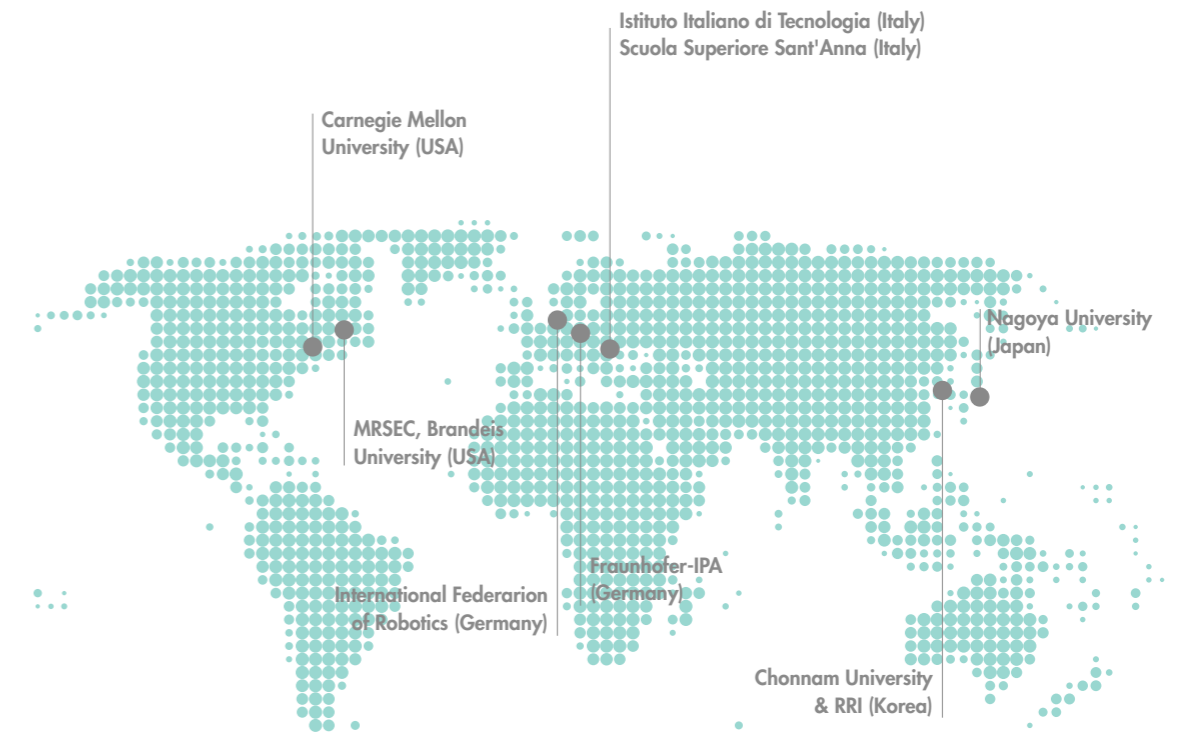 Istituto Italiano di Tecnologia (Italy)
Scuola Superiore Sant'Anna (Italy)
Carnegie Mellon
University (USA)
Nagoya University
(Japan)
MRSEC, Brandeis
University (USA)
Fraunhofer-IPA
(Germany)
International Federarion
of Robotics (Germany)
Chonnam University
& RRI (Korea)